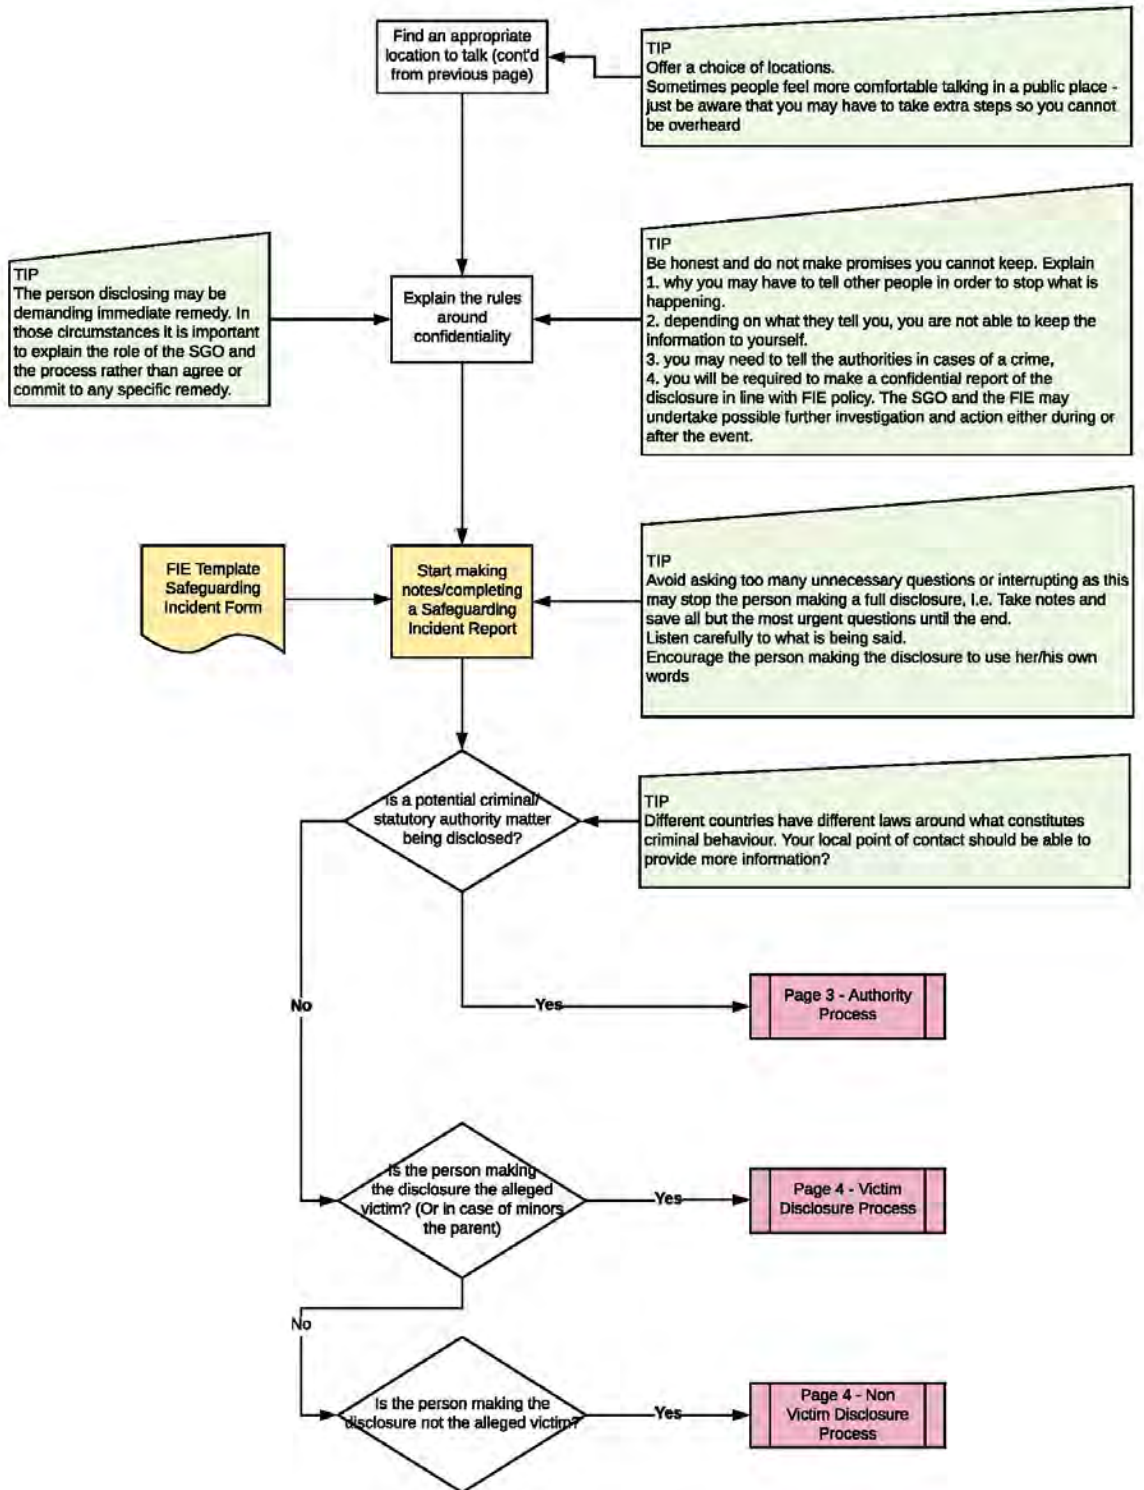 Find an appropriate
location to talk (cont'd
from previous page)
TIP
Offer a choice of locations.
Sometimes people feel more comfortable talking in a public place -
just be aware that you may have to take extra steps so you cannot
be overheard
TIP
The person disclosing may be
demanding immediate remedy. In
those circumstances it is important
to explain the role of the SGO and
the process rather than agree or
commit to any specific remedy.
Explain the rules
around
confidentiality
TIP
Be honest and do not make promises you cannot keep. Explain
1. why you may have to tell other people in order to stop what is
happening.
2. depending on what they tell you, you are not able to keep the
information to yourself.
3. you may need to tell the authorities in cases of a crime,
4. you will be required to make a confidential report of the
disclosure in line with FIE policy. The SGO and the FIE may
undertake possible further investigation and action either during or
after the event.
FIE Template
Safeguarding
Incident Form
Start making
notes/completing
a Safeguarding
Incident Report
TIP
Avoid asking too many unnecessary questions or interrupting as this
may stop the person making a full disclosure, I.e. Take notes and
save all but the most urgent questions until the end.
Listen carefully to what is being said.
Encourage the person making the disclosure to use her/his own
words
Is a potential criminal/
statutory authority matter
being disclosed?
TIP
Different countries have different laws around what constitutes
criminal behaviour. Your local point of contact should be able to
provide more information?
No
Yes
Page 3 - Authority
Process
Is the person making
the disclosure the alleged
victim? (Or in case of minors
the parent)
Yes
Page 4 - Victim
Disclosure Process
No
Is the person making the
disclosure not the alleged victim?
Yes
Page 4 - Non
Victim Disclosure
Process